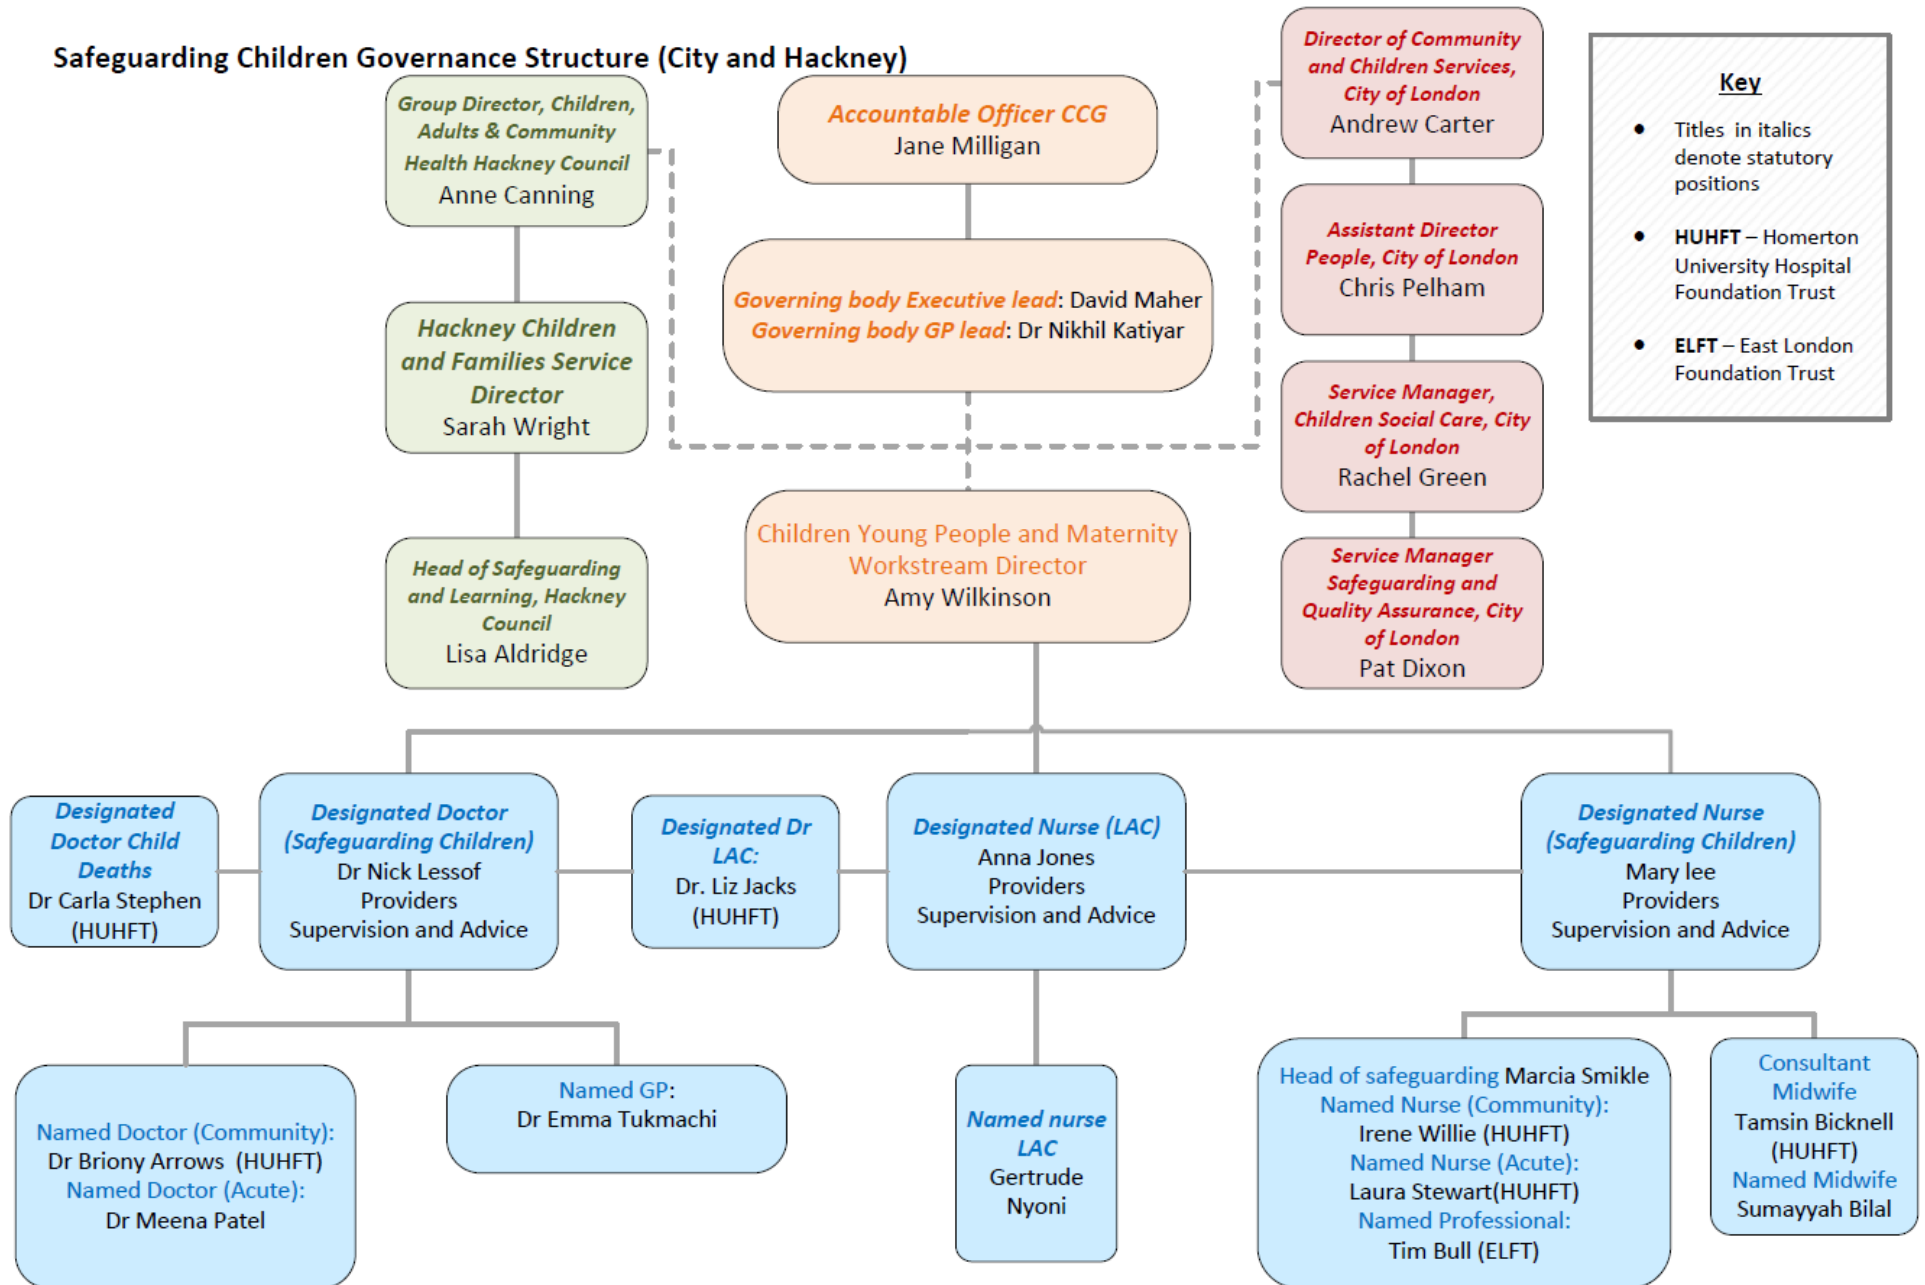 Safeguarding Children Governance Structure (City and Hackney)
Group Director, Children,
Adults & Community
Health Hackney Council
Anne Canning
Hackney Children
and Families Service
Director
Sarah Wright
Head of Safeguarding
and Learning, Hackney
Council
Lisa Aldridge
Accountable Officer CCG
Jane Milligan
Governing body Executive lead: David Maher
Governing body GP lead: Dr Nikhil Katiyar
Children Young People and Maternity
Workstream Director
Amy Wilkinson
Director of Community
and Children Services,
City of London
Andrew Carter
Assistant Director
People, City of London
Chris Pelham
Service Manager,
Children Social Care, City
of London
Rachel Green
Service Manager
Safeguarding and
Quality Assurance, City
of London
Pat Dixon
Key
• Titles in italics
denote statutory
positions
• HUHFT – Homerton
University Hospital
Foundation Trust
• ELFT – East London
Foundation Trust
Designated
Doctor Child
Deaths
Dr Carla Stephen
(HUHFT)
Designated Doctor
(Safeguarding Children)
Dr Nick Lessof
Providers
Supervision and Advice
Designated Dr
LAC:
Dr. Liz Jacks
(HUHFT)
Designated Nurse (LAC)
Anna Jones
Providers
Supervision and Advice
Designated Nurse
(Safeguarding Children)
Mary lee
Providers
Supervision and Advice
Named Doctor (Community):
Dr Briony Arrows (HUHFT)
Named Doctor (Acute):
Dr Meena Patel
Named GP:
Dr Emma Tukmachi
Named nurse
LAC
Gertrude
Nyoni
Head of safeguarding Marcia Smikle
Named Nurse (Community):
Irene Willie (HUHFT)
Named Nurse (Acute):
Laura Stewart(HUHFT)
Named Professional:
Tim Bull (ELFT)
Consultant
Midwife
Tamsin Bicknell
(HUHFT)
Named Midwife
Sumayyah Bilal